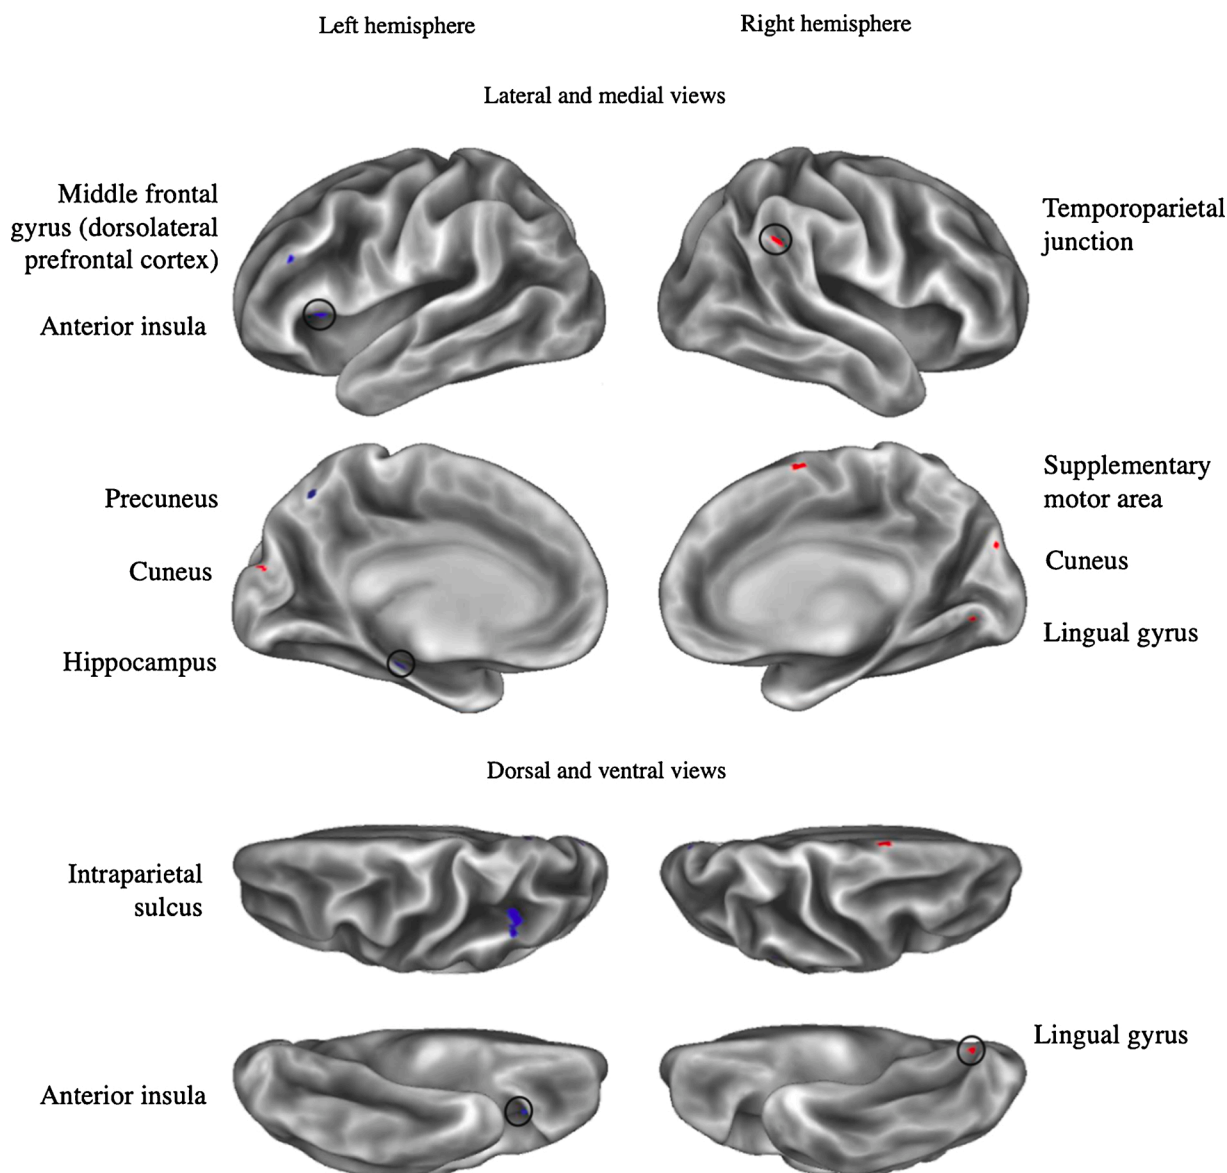 Left hemisphere
Right hemisphere
Lateral and medial views
Middle frontal
gyrus (dorsolateral
prefrontal cortex)
Anterior insula
Temporoparietal
junction
Precuneus
Cuneus
Hippocampus
Supplementary
motor area
Cuneus
Lingual gyrus
Dorsal and ventral views
Intraparietal
sulcus
Anterior insula
Lingual gyrus